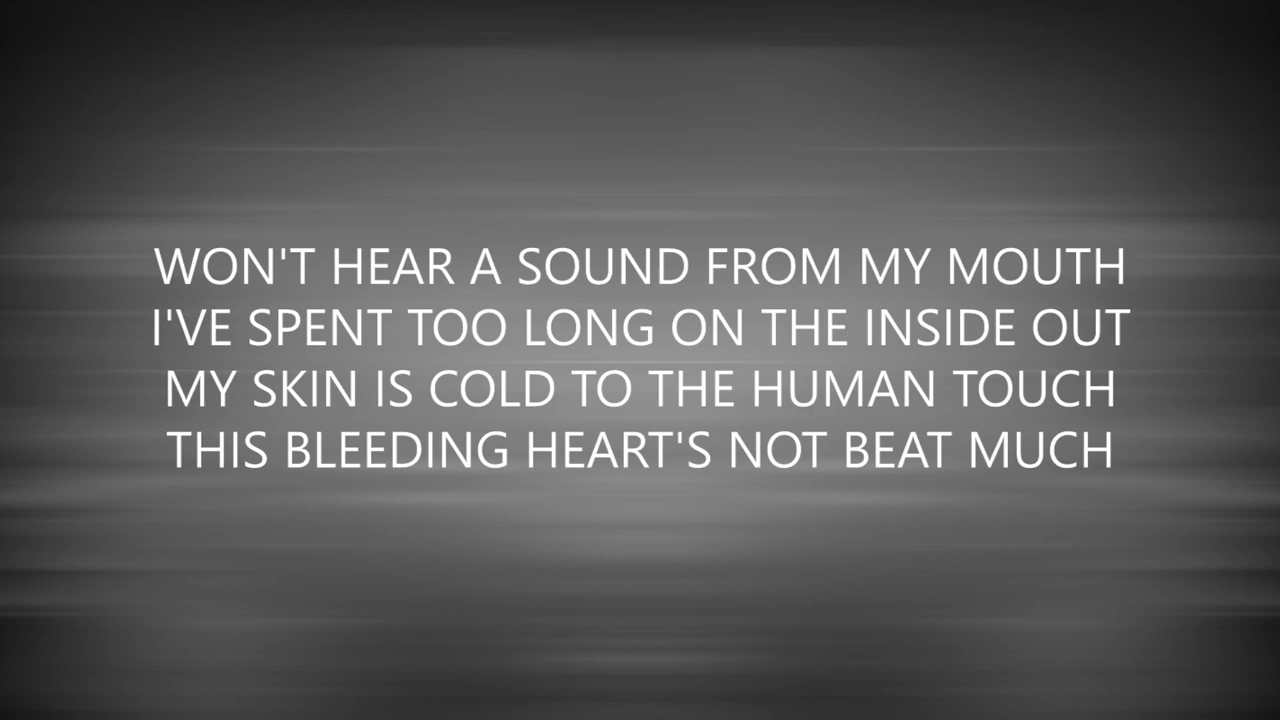 WON'T HEAR A SOUND FROM MY MOUTH
I'VE SPENT TOO LONG ON THE INSIDE OUT
MY SKIN IS COLD TO THE HUMAN TOUCH
THIS BLEEDING HEART'S NOT BEAT MUCH